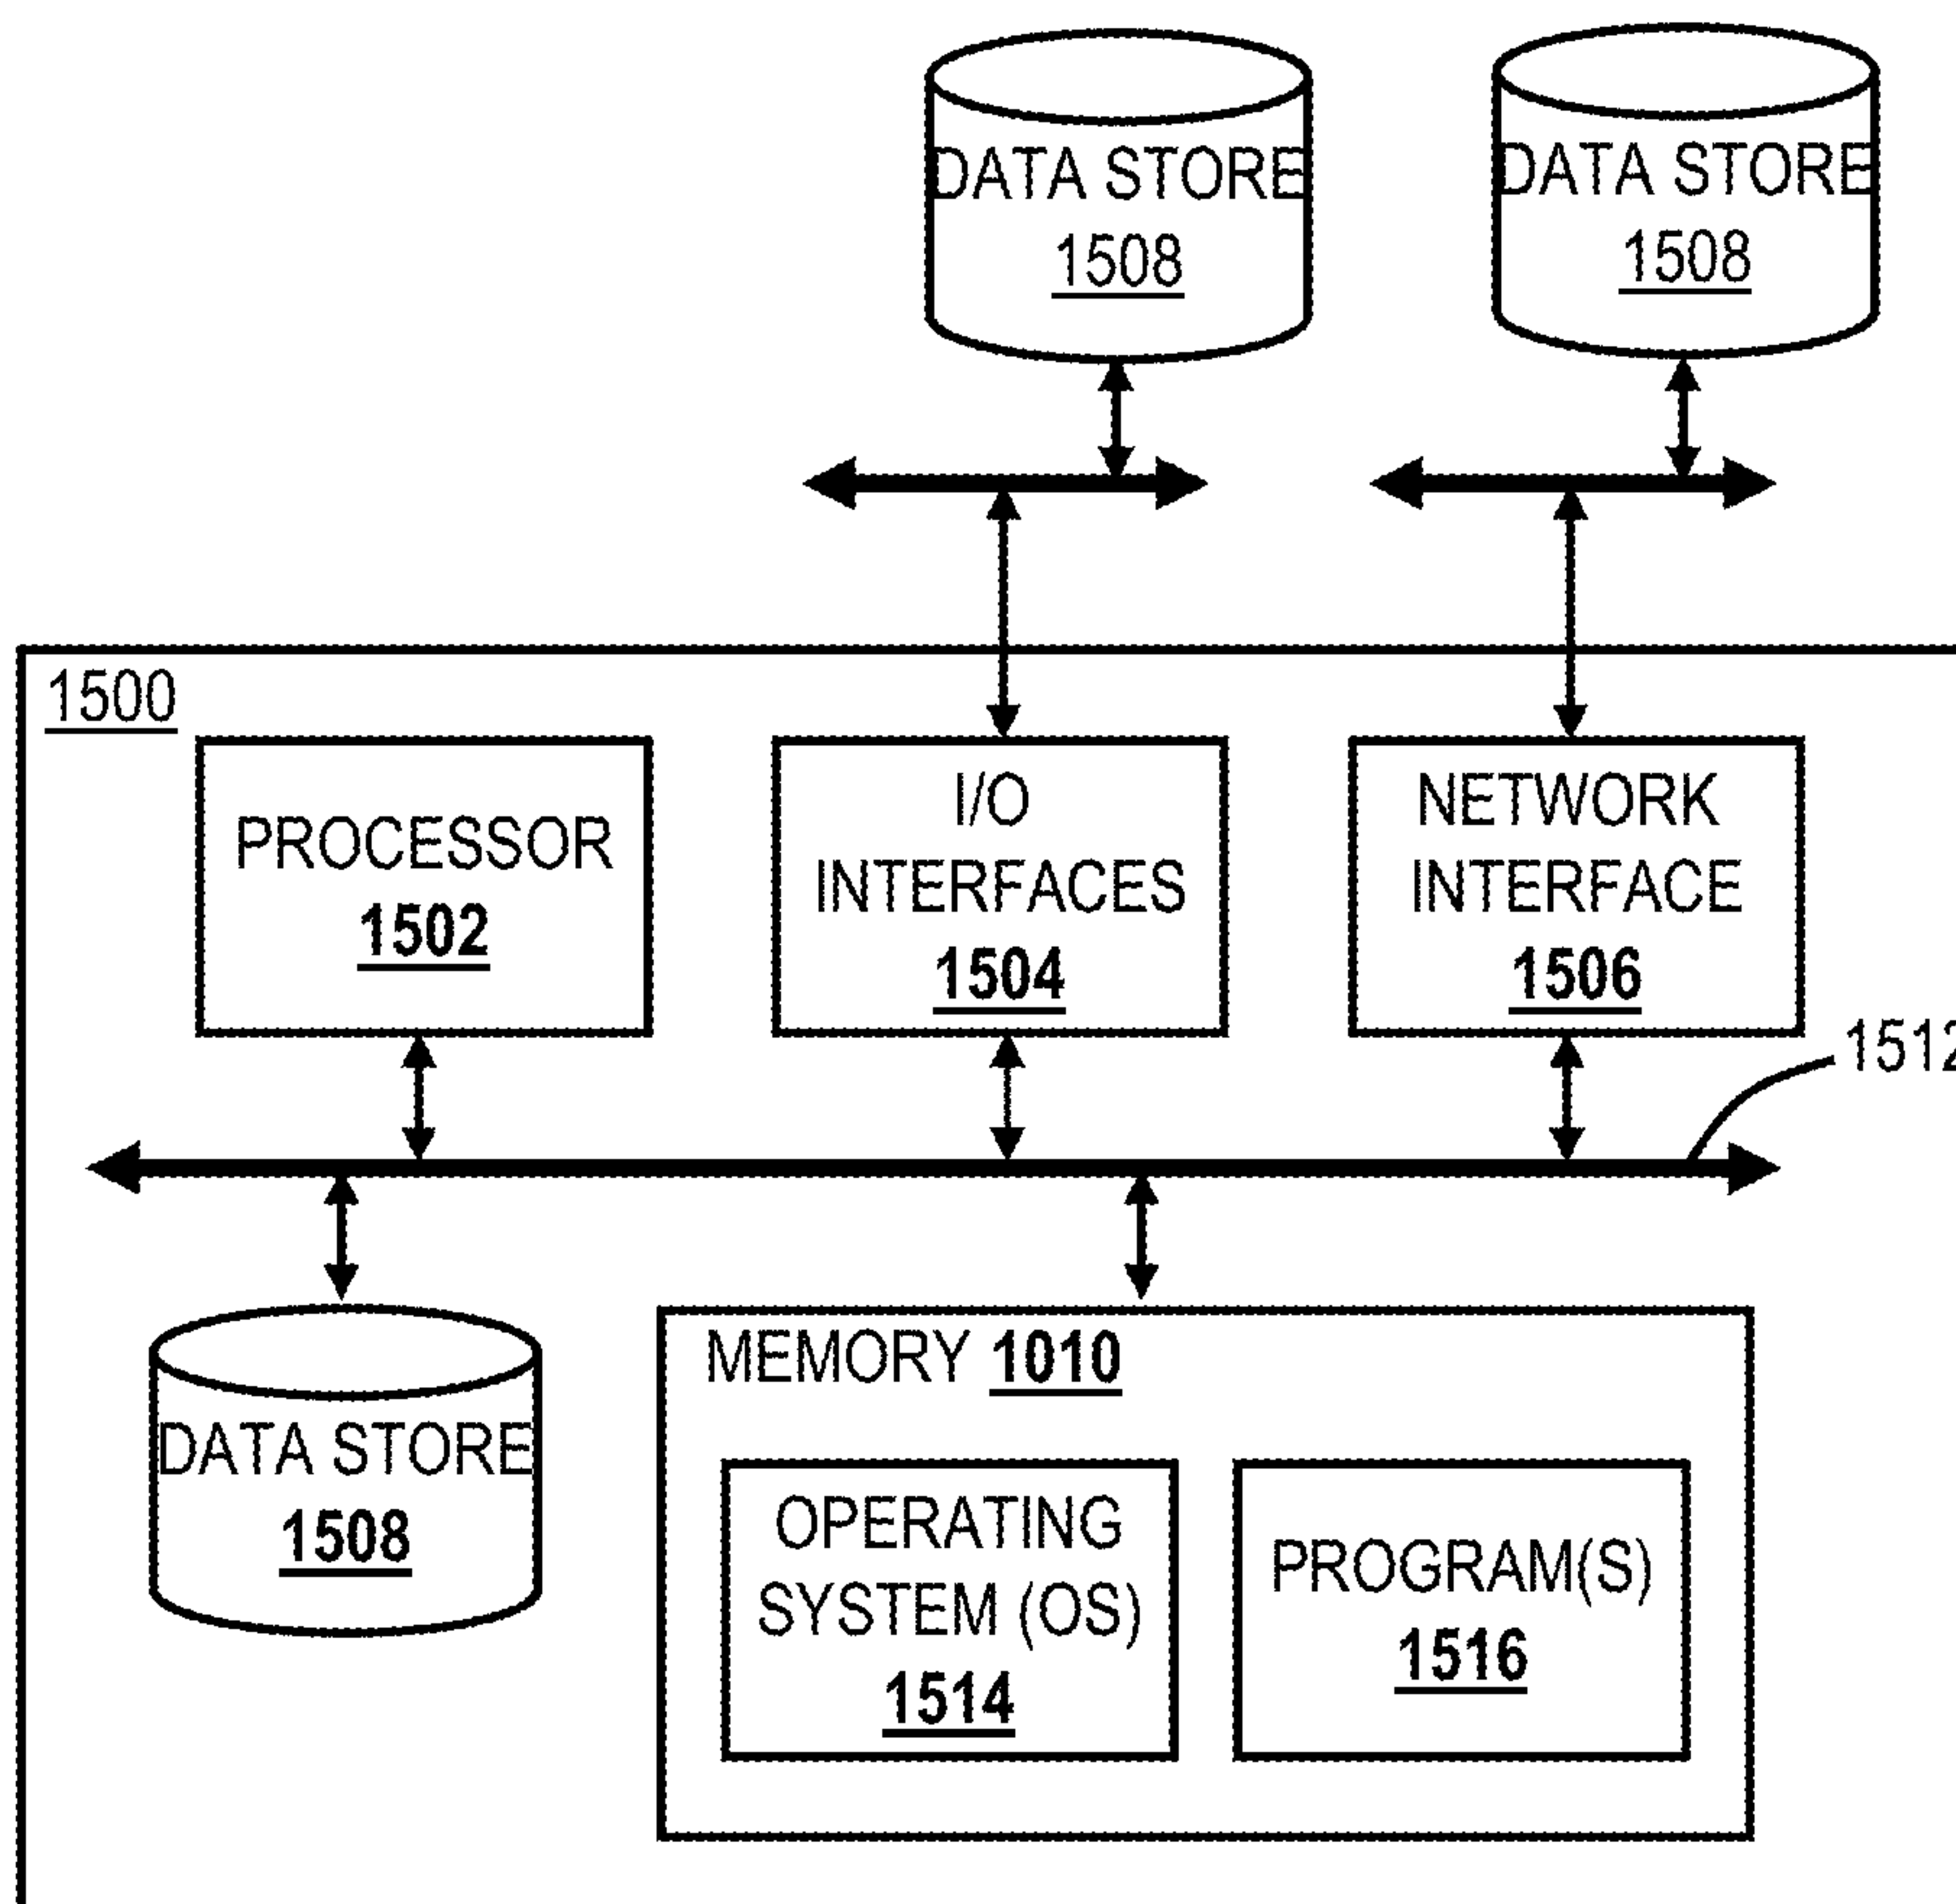 DATA STORE
1508
DATA STORE
1508
1500
PROCESSOR
1502
I/O
INTERFACES
1504
NETWORK
INTERFACE
1506
1512
DATA STORE
1508
MEMORY 1010
OPERATING
SYSTEM (OS)
1514
PROGRAM(S)
1516